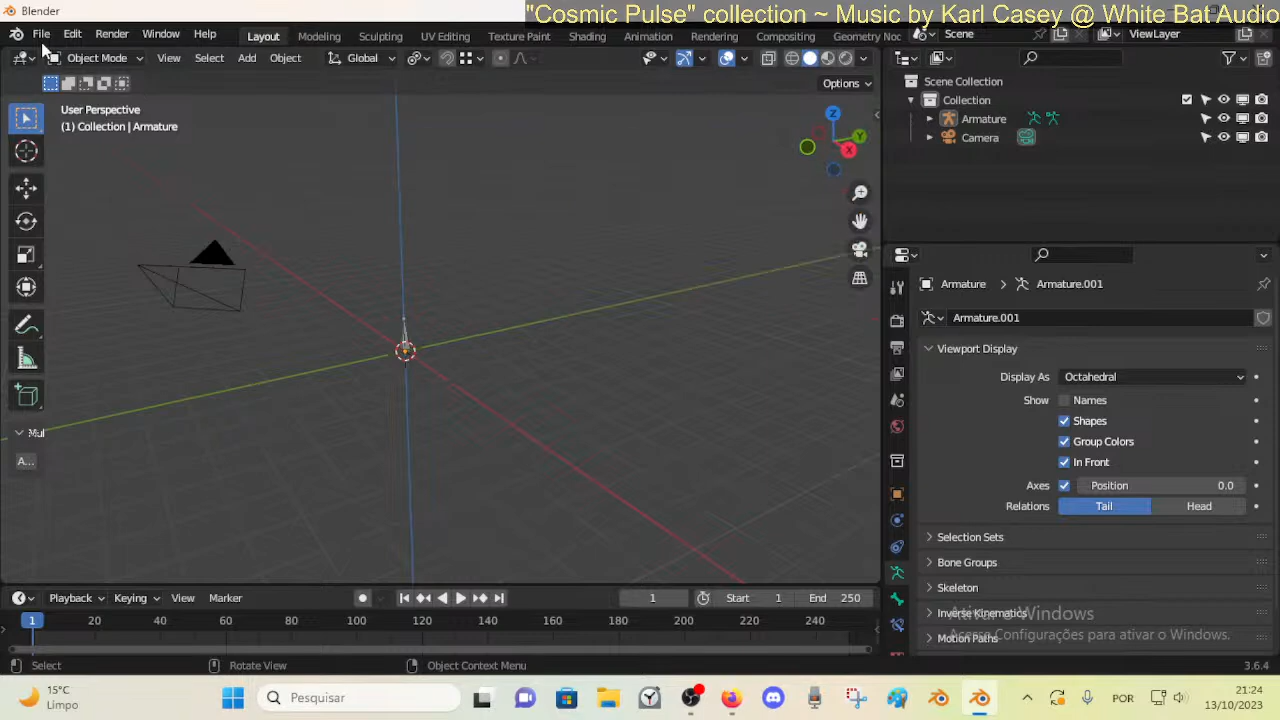 Blender
"Cosmic Pulse" collection ~ Music by Karl Casey @ White Bat Audio
File Edit Render Window Help Layout Modeling Sculpting UV Editing Texture Paint Shading Animation Rendering Compositing Geometry Noc Scene ViewLayer
Object Mode View Select Add Object Global
Options
User Perspective
(1) Collection | Armature
Z
Y
X
Mul
A...
Scene Collection
Collection
Armature
Camera
Armature Armature.001
Armature.001
Viewport Display
Display As Octahedral
Show Names
Shapes
Group Colors
In Front
Axes Position 0.0
Relations Tail Head
Selection Sets
Bone Groups
Skeleton
Inverse Kinematics
Motion Paths
Ativar o Windows
Acesse Configurações para ativar o Windows.
Playback Keying View Marker 1 Start 1 End 250
1 20 40 60 80 100 120 140 160 180 200 220 240
Select Rotate View Object Context Menu 3.6.4
15°C
Limpo
Pesquisar
POR
21:24
13/10/2023